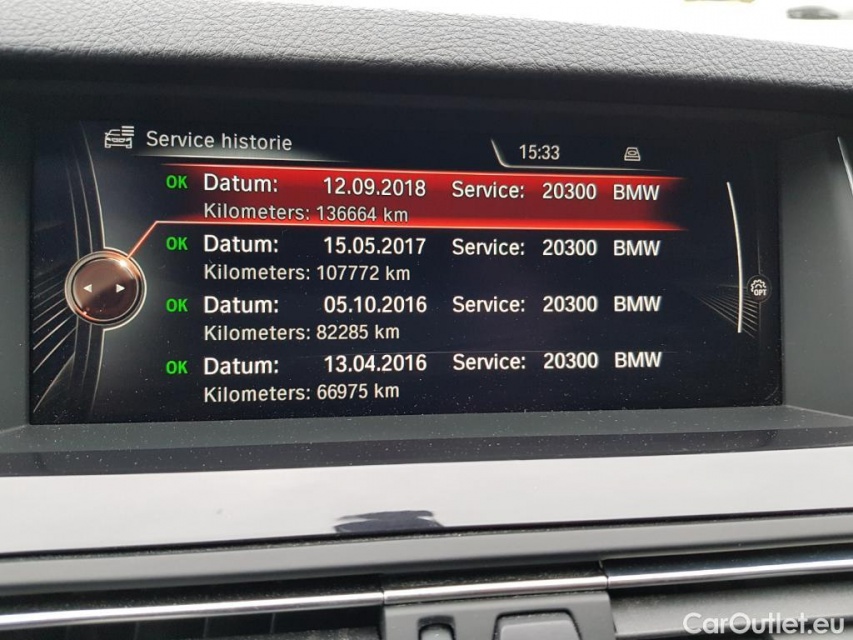 Service historie
15:33
OK Datum: 12.09.2018 Service: 20300 BMW
Kilometers: 136664 km
OK Datum: 15.05.2017 Service: 20300 BMW
Kilometers: 107772 km
OK Datum: 05.10.2016 Service: 20300 BMW
Kilometers: 82285 km
OK Datum: 13.04.2016 Service: 20300 BMW
Kilometers: 66975 km
OPT
CarOutlet.eu